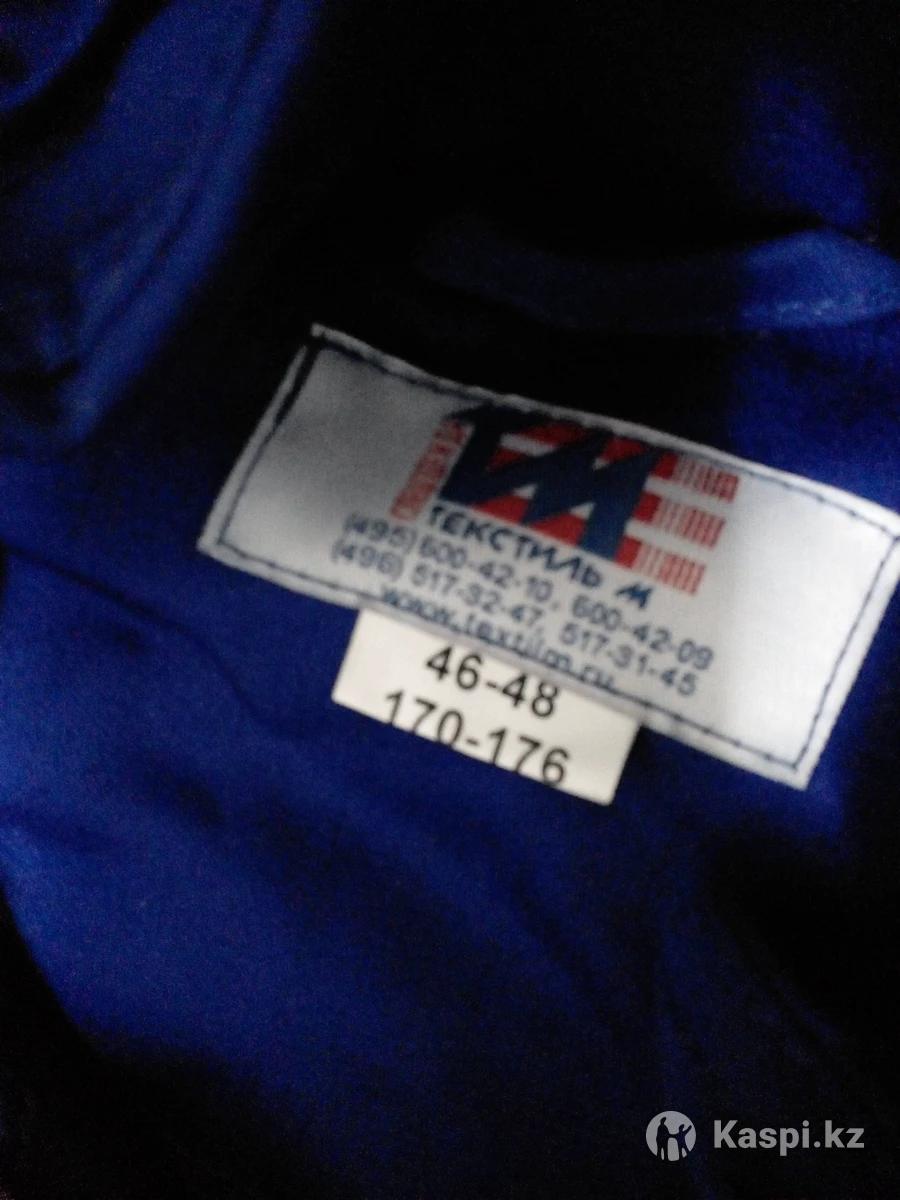 ТМ
ТЕКСТИЛЬ М
(495) 600-42-10, 600-42-09
(496) 517-32-47, 517-31-45
www.textilm.ru
46-48
170-176
Kaspi.kz